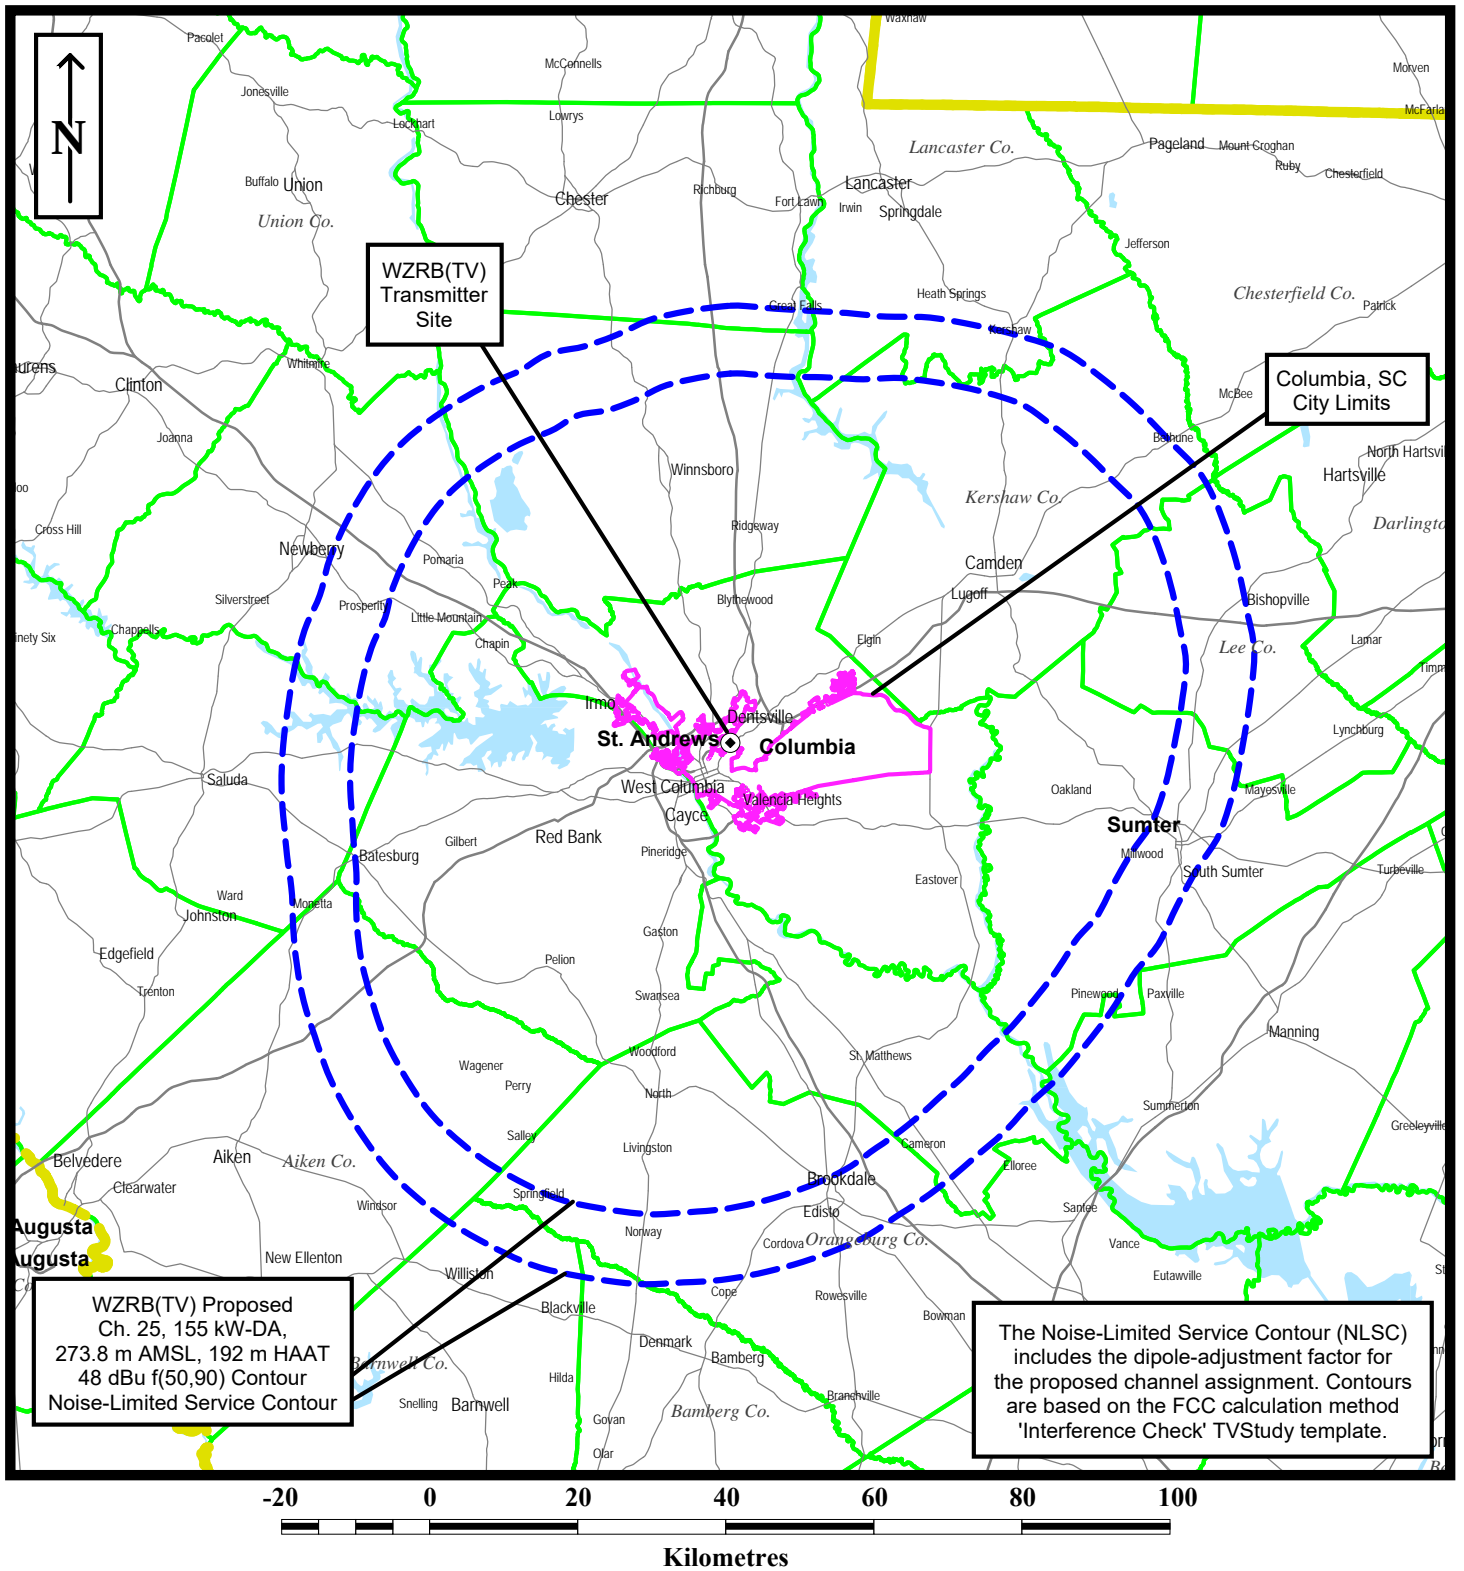 Waxhaw
Pacolet
McConnells
Morven
Jonesville
McFarla
Lowrys
Lockhart
N
Lancaster Co.
Pageland
Mount Croghan
Ruby
Chesterfield
Buffalo
Union
Chester
Richburg
Lancaster
Fort Lawn
Irwin
Springdale
Union Co.
Jefferson
WZRB(TV)
Transmitter
Site
Heath Springs
Chesterfield Co.
Patrick
Great Falls
Kershaw
Whitmire
urens
Clinton
Columbia, SC
City Limits
McBee
Joanna
Bethune
North Hartsvi
Winnsboro
Hartsville
oo
Kershaw Co.
Cross Hill
Ridgeway
Darlingto
Newberry
Pomaria
Camden
Peak
Silverstreet
Prosperity
Blythewood
Lugoff
Bishopville
Little Mountain
Chappells
inety Six
Chapin
Elgin
Lee Co.
Lamar
Timm
Irmo
Dentsville
St. Andrews
Columbia
Lynchburg
Saluda
West Columbia
Valencia Heights
Oakland
Mayesville
Cayce
Red Bank
Gilbert
Sumter
Batesburg
Pineridge
Millwood
South Sumter
Turbeville
Eastover
Ward
Monetta
Johnston
Gaston
Edgefield
Pelion
Trenton
Swansea
Pinewood
Paxville
Manning
Woodford
St. Matthews
Wagener
Perry
North
Summerton
Salley
Livingston
Cameron
Greeleyville
Belvedere
Aiken
Aiken Co.
Elloree
Clearwater
Springfield
Brookdale
Windsor
Edisto
Santee
Augusta
Norway
Cordova
Orangeburg Co.
Vance
Augusta
New Ellenton
Williston
Eutawville
St
Co
Cope
Rowesville
WZRB(TV) Proposed
Ch. 25, 155 kW-DA,
273.8 m AMSL, 192 m HAAT
48 dBu f(50,90) Contour
Noise-Limited Service Contour
Blackville
Bowman
Denmark
Bamberg
Barnwell Co.
Hilda
Branchville
Snelling
Barnwell
Govan
Bamberg Co.
Olar
The Noise-Limited Service Contour (NLSC)
includes the dipole-adjustment factor for
the proposed channel assignment. Contours
are based on the FCC calculation method
'Interference Check' TVStudy template.
-20 0 20 40 60 80 100
Kilometres